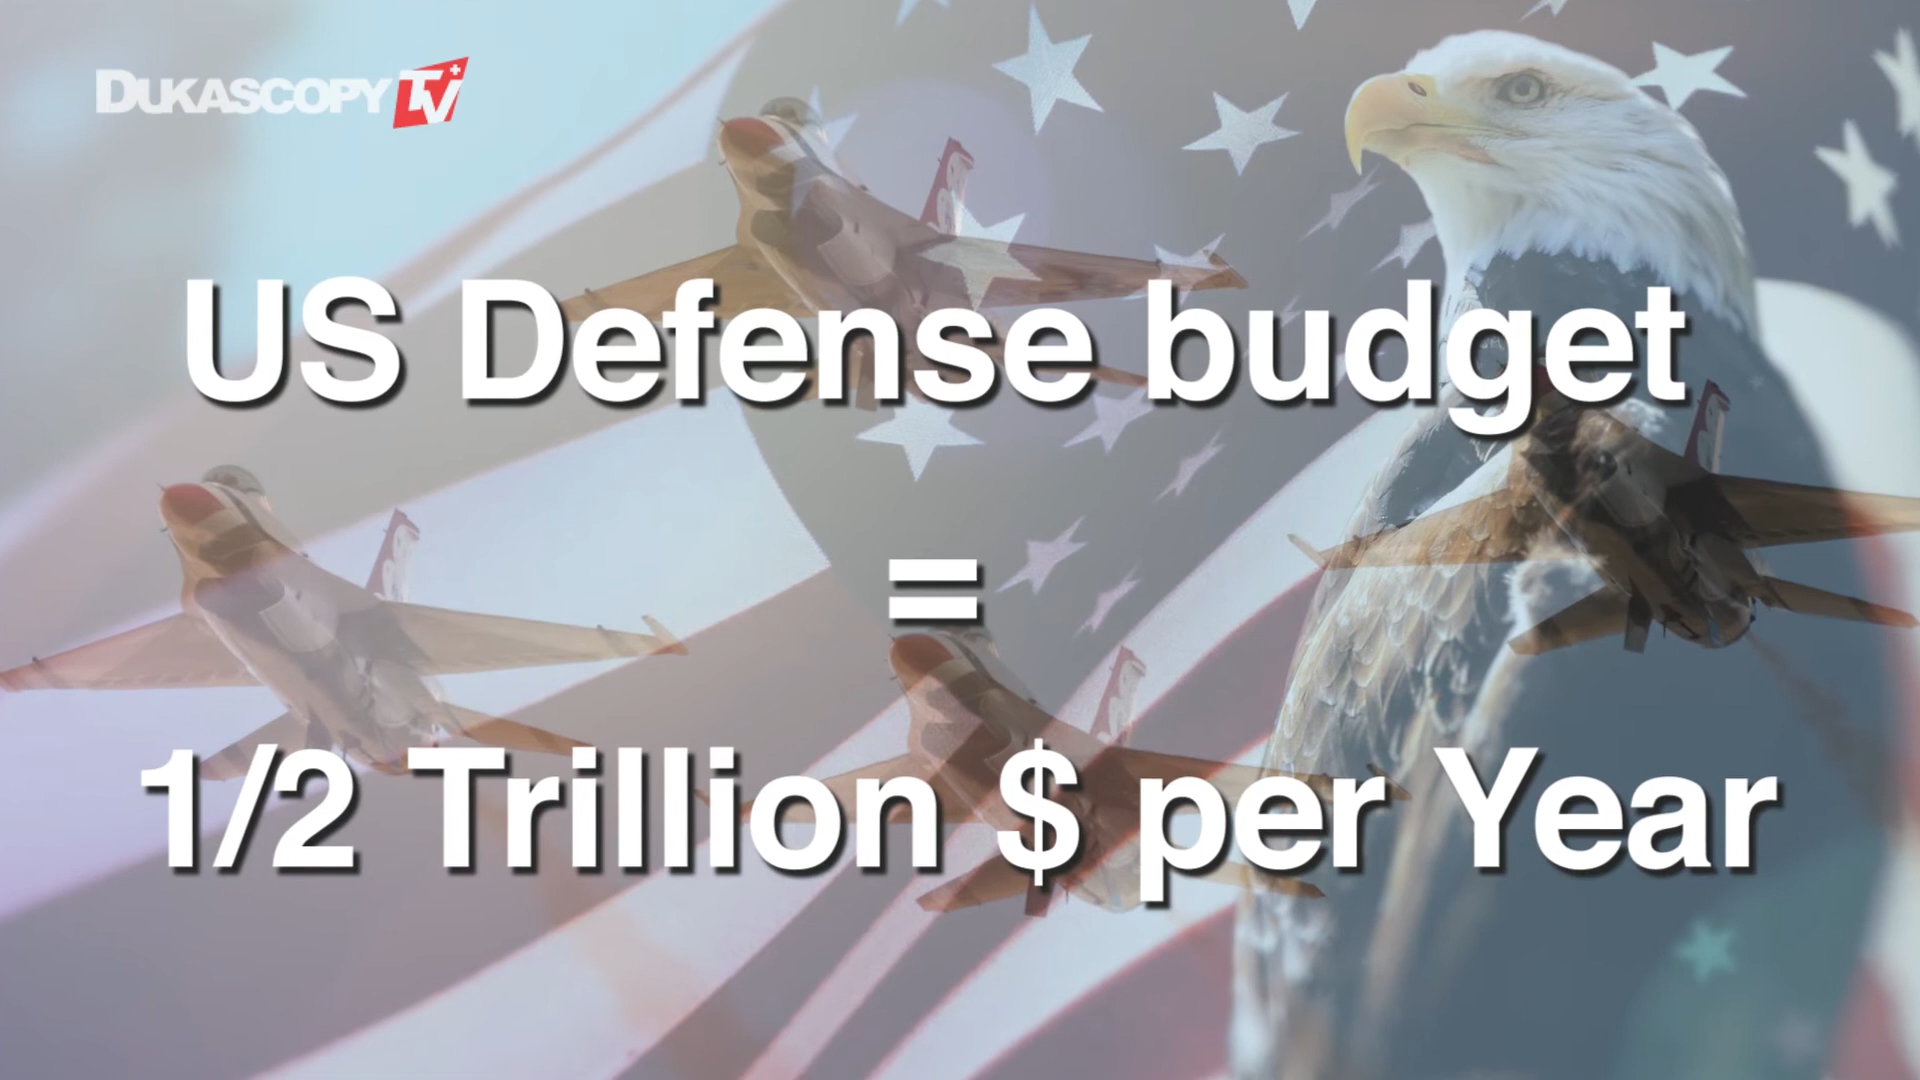 DUKASCOPY TV
US Defense budget
=
1/2 Trillion $ per Year